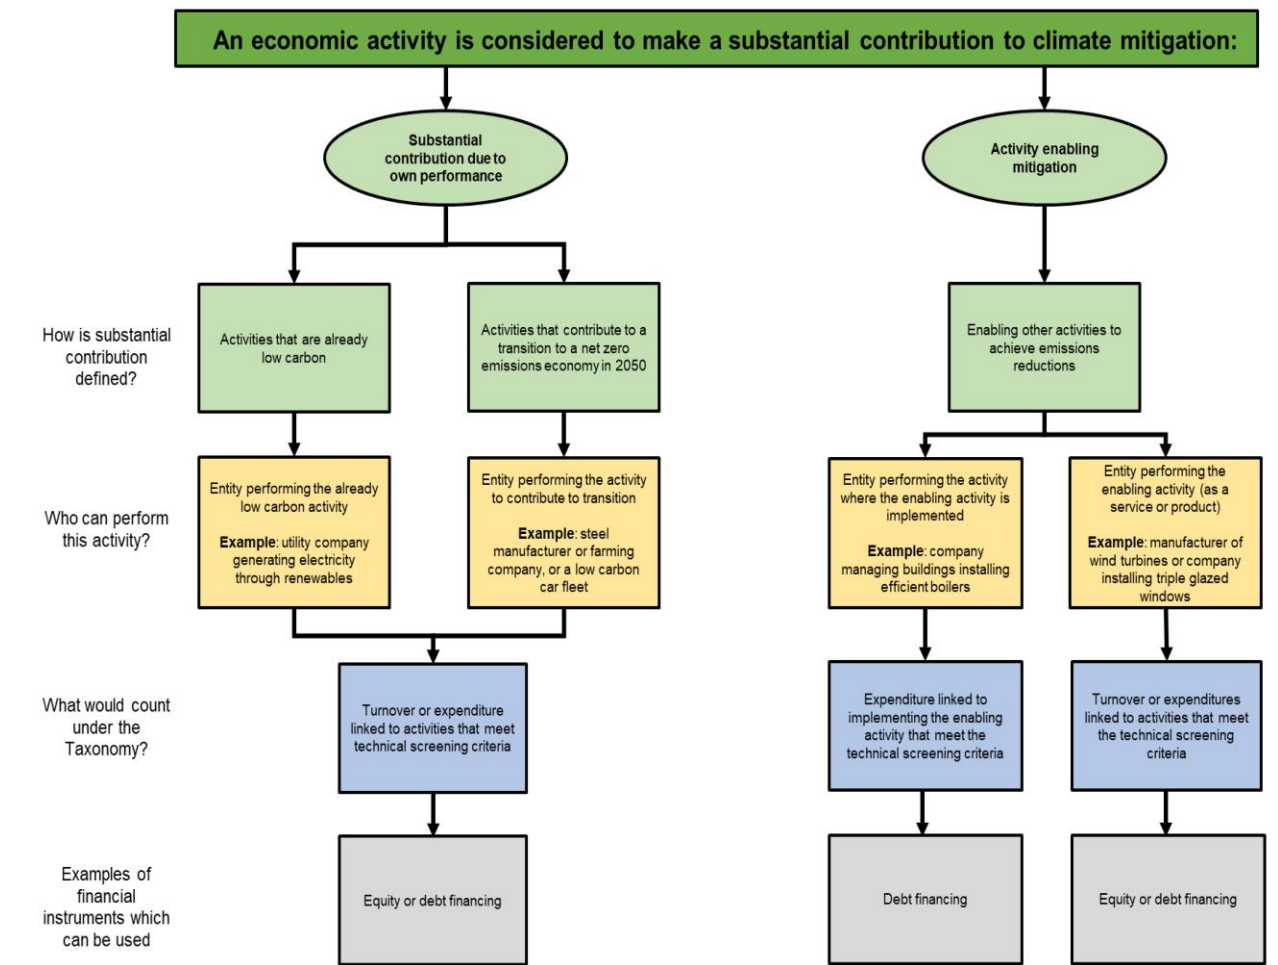 An economic activity is considered to make a substantial contribution to climate mitigation:
Substantial
contribution due to
own performance
Activity enabling
mitigation
How is substantial
contribution
defined?
Activities that are already
low carbon
Activities that contribute to a
transition to a net zero
emissions economy in 2050
Enabling other activities to
achieve emissions
reductions
Who can perform
this activity?
Entity performing the already
low carbon activity
Example: utility company
generating electricity
through renewables
Entity performing the activity
to contribute to transition
Example: steel
manufacturer or farming
company, or a low carbon
car fleet
Entity performing the activity
where the enabling activity is
implemented
Example: company
managing buildings installing
efficient boilers
Entity performing the
enabling activity (as a
service or product)
Example: manufacturer of
wind turbines or company
installing triple glazed
windows
What would count
under the
Taxonomy?
Turnover or expenditure
linked to activities that meet
technical screening criteria
Expenditure linked to
implementing the enabling
activity that meet the
technical screening criteria
Turnover or expenditures
linked to activities that meet
the technical screening
criteria
Examples of
financial
instruments which
can be used
Equity or debt financing
Debt financing
Equity or debt financing